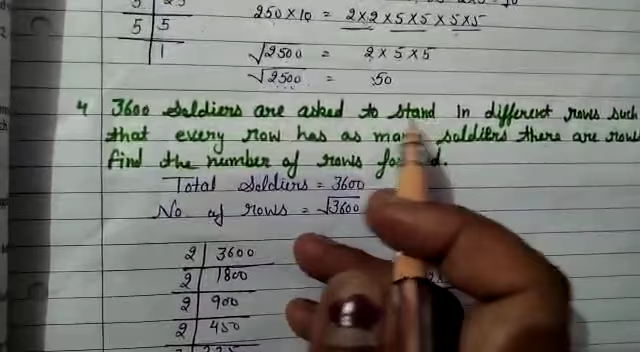 5 25
250 × 10 = 2×2 × 5×5 × 5×5
5 5
1
√2500 = 2 × 5 × 5
√2500 = 50
4 3600 Soldiers are asked to stand in different rows such
that every row has as many soldiers there are rows
find the number of rows formed.
Total Soldiers = 3600
No of rows = √3600
2 3600
2 1800
2 900
2 450
225